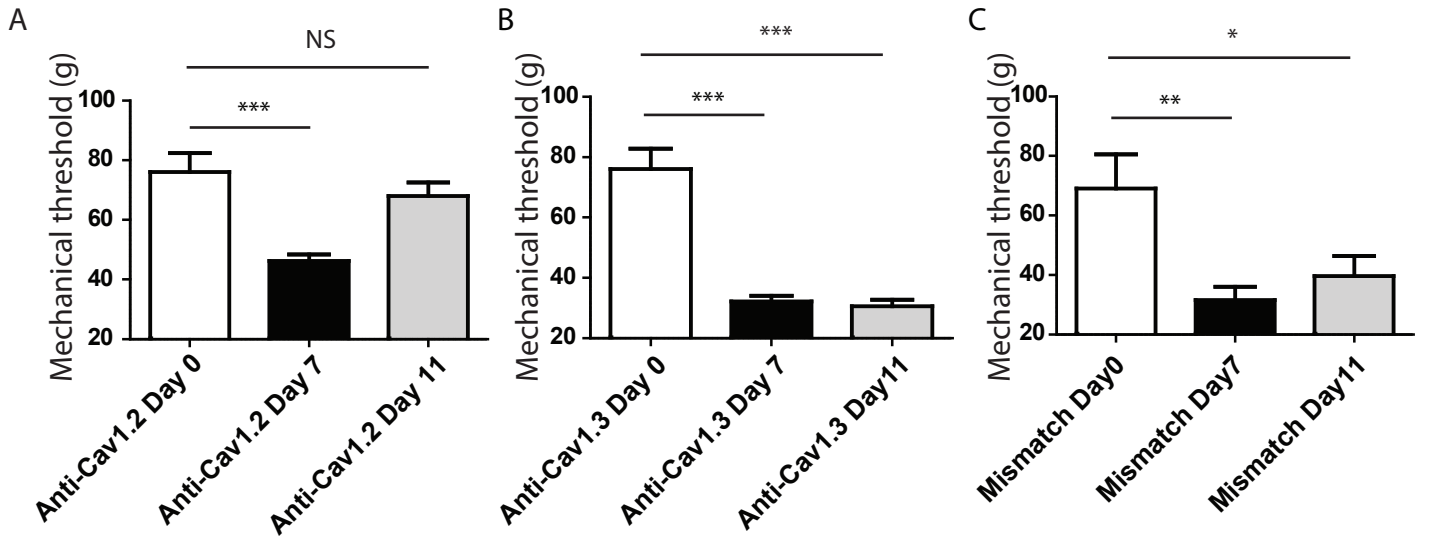 A
NS
***
Mechanical threshold (g)
100
80
60
40
20
Anti-Cav1.2 Day 0
Anti-Cav1.2 Day 7
Anti-Cav1.2 Day 11
B
***
***
Mechanical threshold (g)
100
80
60
40
20
Anti-Cav1.3 Day 0
Anti-Cav1.3 Day 7
Anti-Cav1.3 Day11
C
*
**
Mechanical threshold (g)
100
80
60
40
20
Mismatch Day0
Mismatch Day7
Mismatch Day11